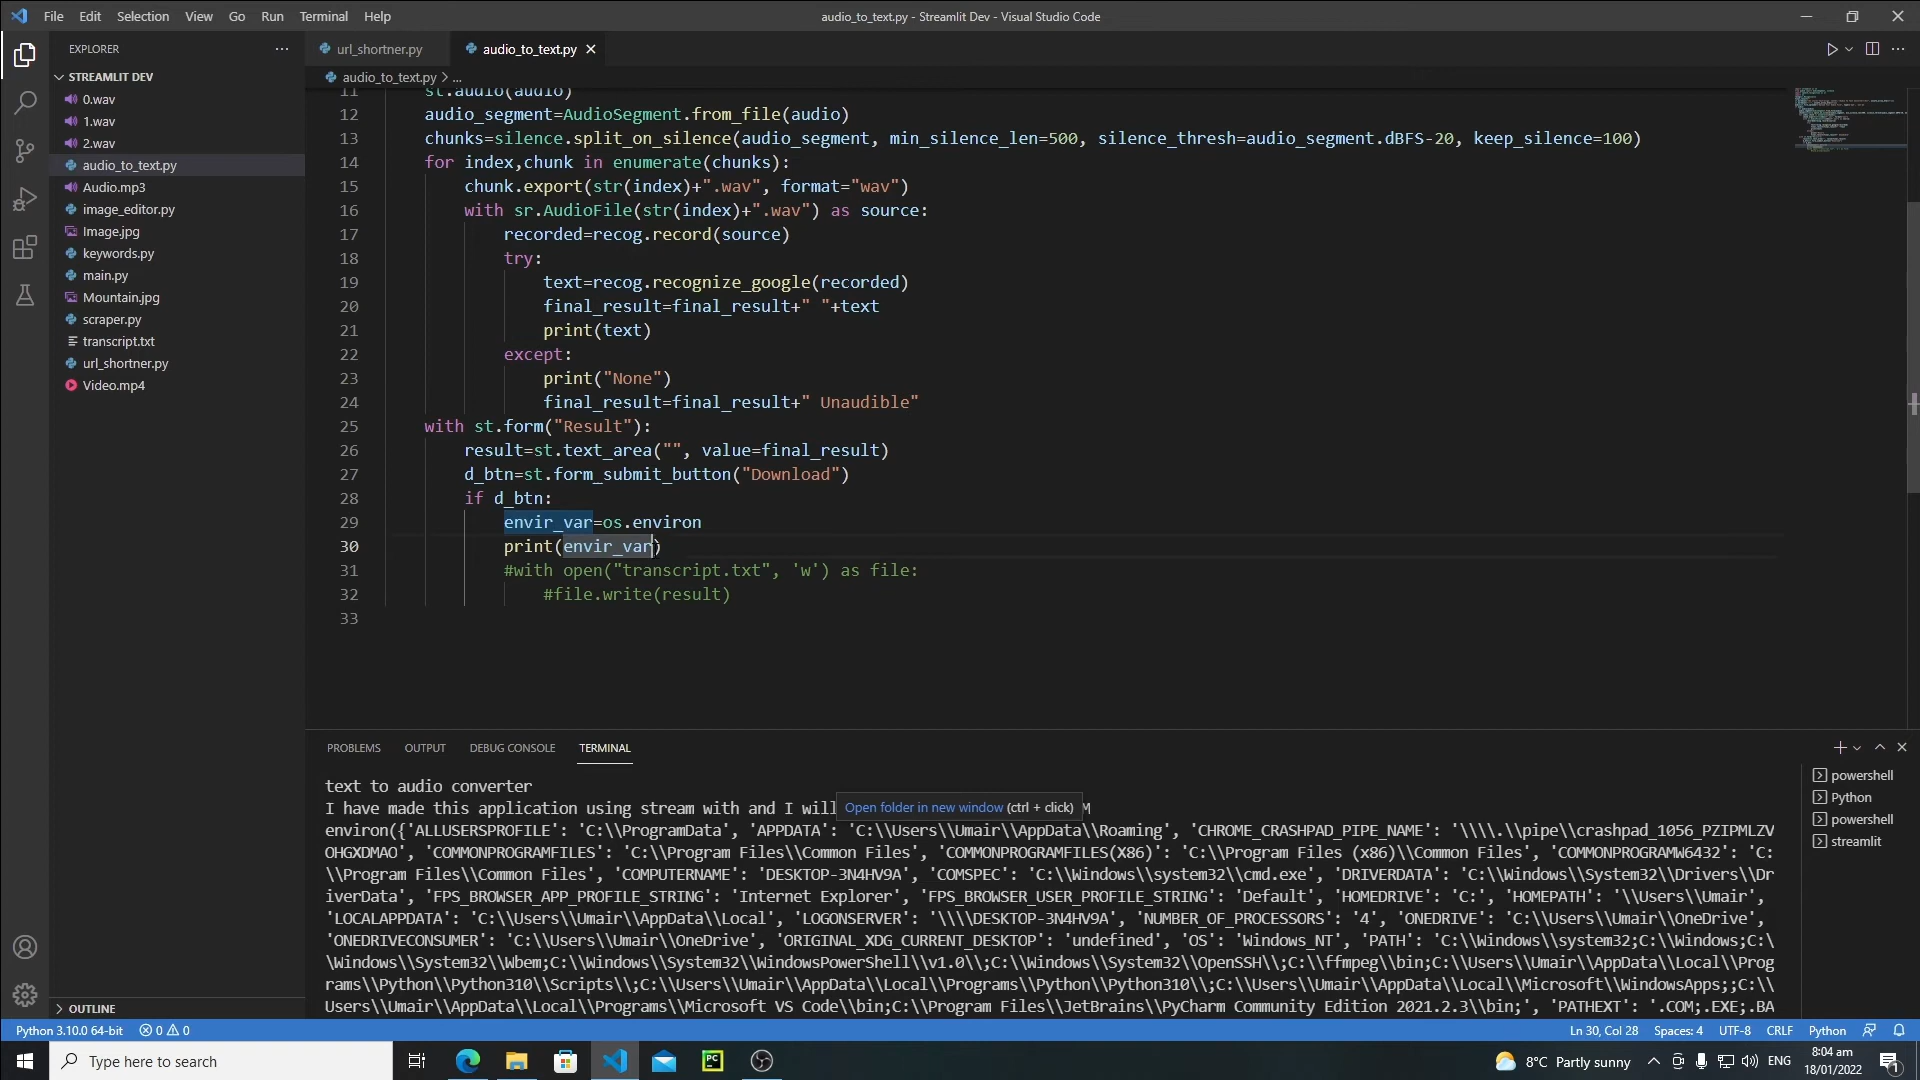 File Edit Selection View Go Run Terminal Help
audio_to_text.py - Streamlit Dev - Visual Studio Code
EXPLORER
STREAMLIT DEV
0.wav
1.wav
2.wav
audio_to_text.py
Audio.mp3
image_editor.py
Image.jpg
keywords.py
main.py
Mountain.jpg
scraper.py
transcript.txt
url_shortner.py
Video.mp4
OUTLINE
url_shortner.py audio_to_text.py
audio_to_text.py > ...
11 st.audio(audio)
12 audio_segment=AudioSegment.from_file(audio)
13 chunks=silence.split_on_silence(audio_segment, min_silence_len=500, silence_thresh=audio_segment.dBFS-20, keep_silence=100)
14 for index,chunk in enumerate(chunks):
15 chunk.export(str(index)+".wav", format="wav")
16 with sr.AudioFile(str(index)+".wav") as source:
17 recorded=recog.record(source)
18 try:
19 text=recog.recognize_google(recorded)
20 final_result=final_result+" "+text
21 print(text)
22 except:
23 print("None")
24 final_result=final_result+" Unaudible"
25 with st.form("Result"):
26 result=st.text_area("", value=final_result)
27 d_btn=st.form_submit_button("Download")
28 if d_btn:
29 envir_var=os.environ
30 print(envir_var)
31 #with open("transcript.txt", 'w') as file:
32 #file.write(result)
33
PROBLEMS OUTPUT DEBUG CONSOLE TERMINAL
text to audio converter
I have made this application using stream with and I will Open folder in new window (ctrl + click) M
environ({'ALLUSERSPROFILE': 'C:\\ProgramData', 'APPDATA': 'C:\\Users\\Umair\\AppData\\Roaming', 'CHROME_CRASHPAD_PIPE_NAME': '\\\\.\\pipe\\crashpad_1056_PZIPMLZV
OHGXDMAO', 'COMMONPROGRAMFILES': 'C:\\Program Files\\Common Files', 'COMMONPROGRAMFILES(X86)': 'C:\\Program Files (x86)\\Common Files', 'COMMONPROGRAMW6432': 'C:
\\Program Files\\Common Files', 'COMPUTERNAME': 'DESKTOP-3N4HV9A', 'COMSPEC': 'C:\\Windows\\system32\\cmd.exe', 'DRIVERDATA': 'C:\\Windows\\System32\\Drivers\\Dr
iverData', 'FPS_BROWSER_APP_PROFILE_STRING': 'Internet Explorer', 'FPS_BROWSER_USER_PROFILE_STRING': 'Default', 'HOMEDRIVE': 'C:', 'HOMEPATH': '\\Users\\Umair',
'LOCALAPPDATA': 'C:\\Users\\Umair\\AppData\\Local', 'LOGONSERVER': '\\\\DESKTOP-3N4HV9A', 'NUMBER_OF_PROCESSORS': '4', 'ONEDRIVE': 'C:\\Users\\Umair\\OneDrive',
'ONEDRIVECONSUMER': 'C:\\Users\\Umair\\OneDrive', 'ORIGINAL_XDG_CURRENT_DESKTOP': 'undefined', 'OS': 'Windows_NT', 'PATH': 'C:\\Windows\\system32;C:\\Windows;C:\
\Windows\\System32\\Wbem;C:\\Windows\\System32\\WindowsPowerShell\\v1.0\\;C:\\Windows\\System32\\OpenSSH\\;C:\\ffmpeg\\bin;C:\\Users\\Umair\\AppData\\Local\\Prog
rams\\Python\\Python310\\Scripts\\;C:\\Users\\Umair\\AppData\\Local\\Programs\\Python\\Python310\\;C:\\Users\\Umair\\AppData\\Local\\Microsoft\\WindowsApps;;C:\\
Users\\Umair\\AppData\\Local\\Programs\\Microsoft VS Code\\bin;C:\\Program Files\\JetBrains\\PyCharm Community Edition 2021.2.3\\bin;', 'PATHEXT': '.COM;.EXE;.BA
powershell
Python
powershell
streamlit
Python 3.10.0 64-bit 0 0 Ln 30, Col 28 Spaces: 4 UTF-8 CRLF Python
Type here to search 8°C Partly sunny ENG 8:04 am
18/01/2022 1